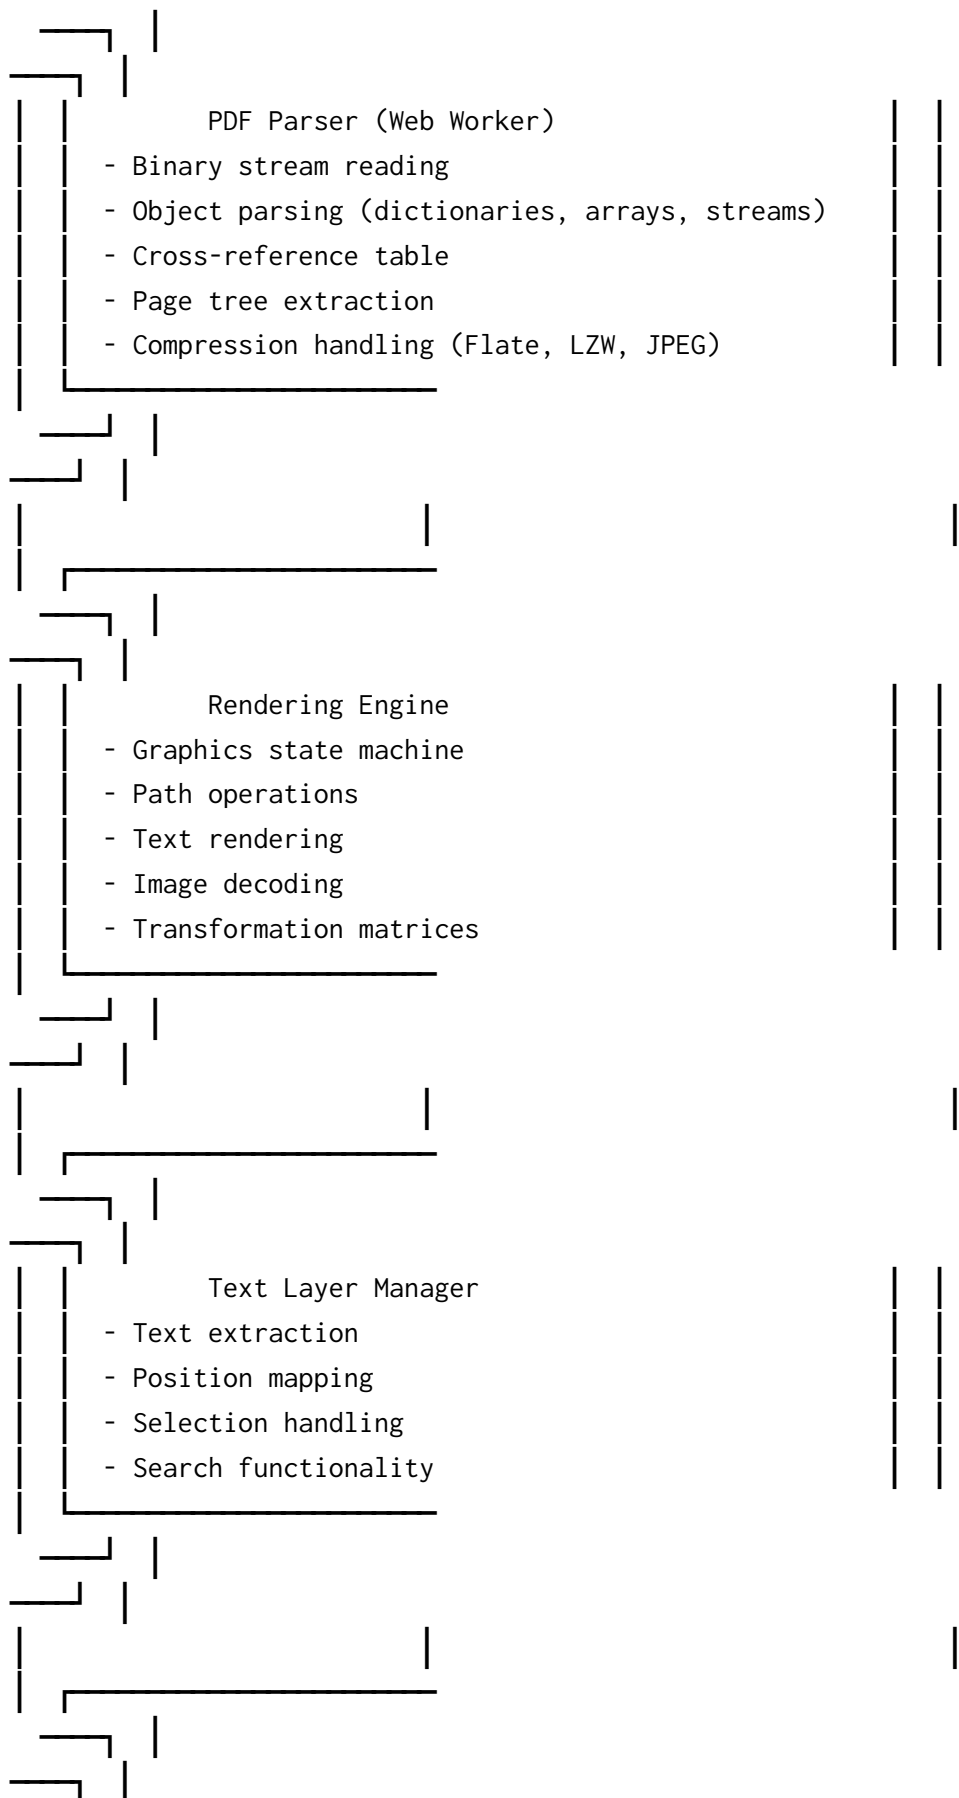 PDF Parser (Web Worker)
- Binary stream reading
- Object parsing (dictionaries, arrays, streams)
- Cross-reference table
- Page tree extraction
- Compression handling (Flate, LZW, JPEG)
Rendering Engine
- Graphics state machine
- Path operations
- Text rendering
- Image decoding
- Transformation matrices
Text Layer Manager
- Text extraction
- Position mapping
- Selection handling
- Search functionality